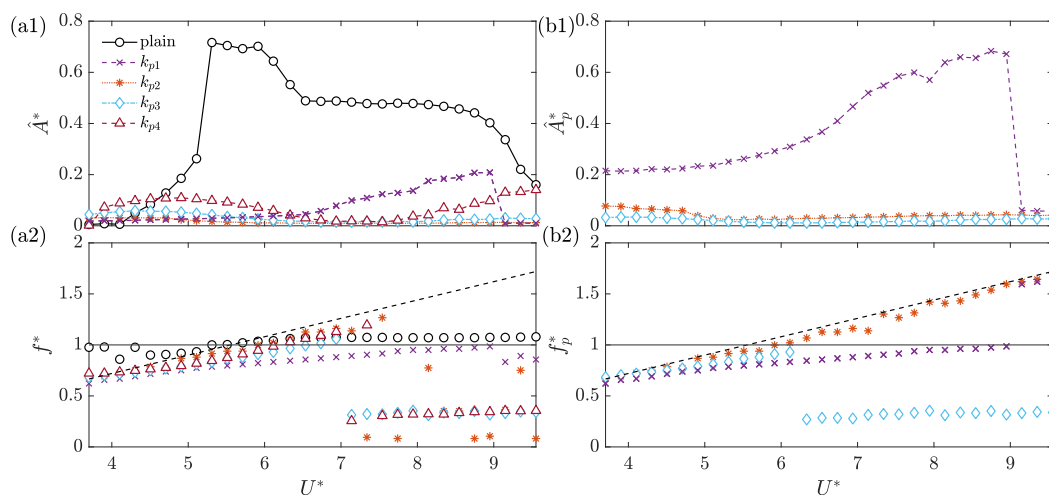 (a1)
0.8
0.6
0.4
0.2
0
Â*
plain
k_{p1}
k_{p2}
k_{p3}
k_{p4}
(b1)
0.8
0.6
0.4
0.2
0
Â*_p
(a2)
2
1.5
1
0.5
0
f*
4 5 6 7 8 9
U*
(b2)
2
1.5
1
0.5
0
f*_p
4 5 6 7 8 9
U*